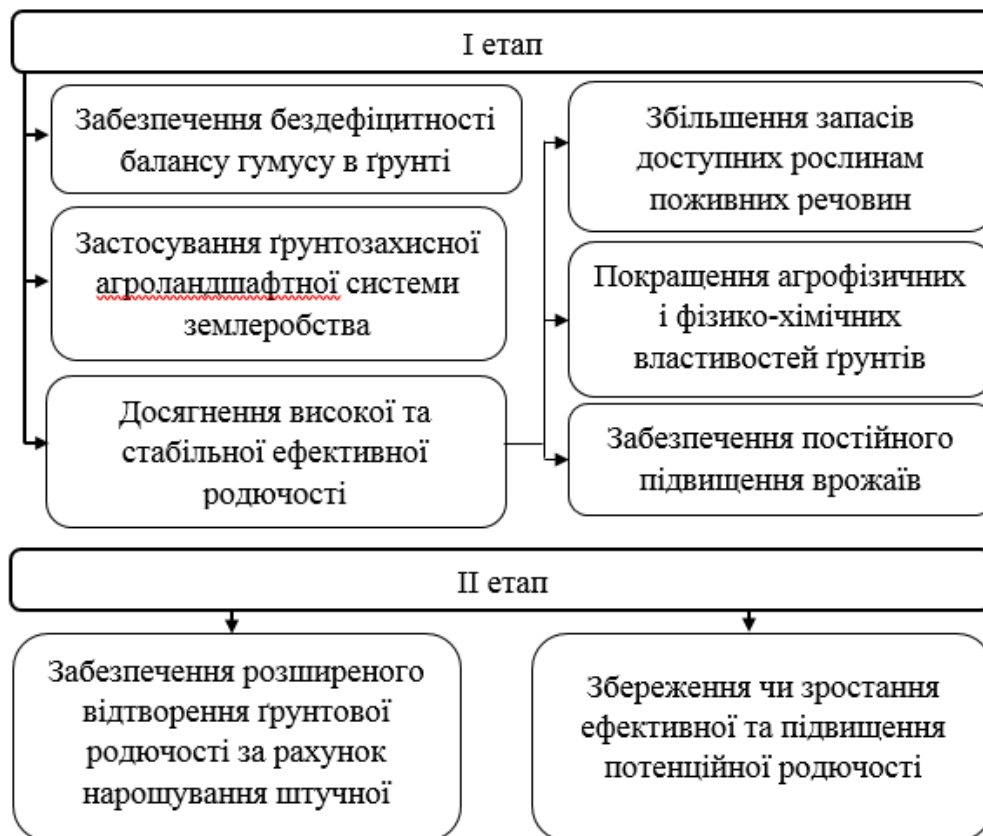 І етап
Забезпечення бездефіцитності
балансу гумусу в ґрунті
Застосування ґрунтозахисної
агроландшафтної системи
землеробства
Досягнення високої та
стабільної ефективної
родючості
Збільшення запасів
доступних рослинам
поживних речовин
Покращення агрофізичних
і фізико-хімічних
властивостей ґрунтів
Забезпечення постійного
підвищення врожаїв
ІІ етап
Забезпечення розширеного
відтворення ґрунтової
родючості за рахунок
нарощування штучної
Збереження чи зростання
ефективної та підвищення
потенційної родючості